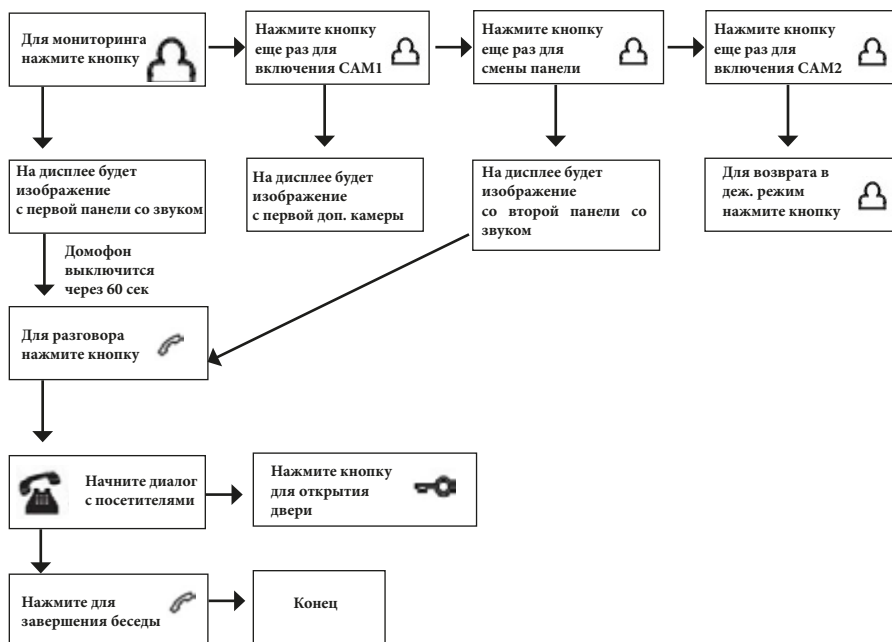 Для мониторинга
нажмите кнопку
Нажмите кнопку
еще раз для
включения CAM1
Нажмите кнопку
еще раз для
смены панели
Нажмите кнопку
еще раз для
включения CAM2
На дисплее будет
изображение
с первой панели со звуком
На дисплее будет
изображение
с первой доп. камеры
На дисплее будет
изображение
со второй панели со
звуком
Для возврата в
деж. режим
нажмите кнопку
Домофон
выключится
через 60 сек
Для разговора
нажмите кнопку
Начните диалог
с посетителями
Нажмите кнопку
для открытия
двери
Нажмите для
завершения беседы
Конец